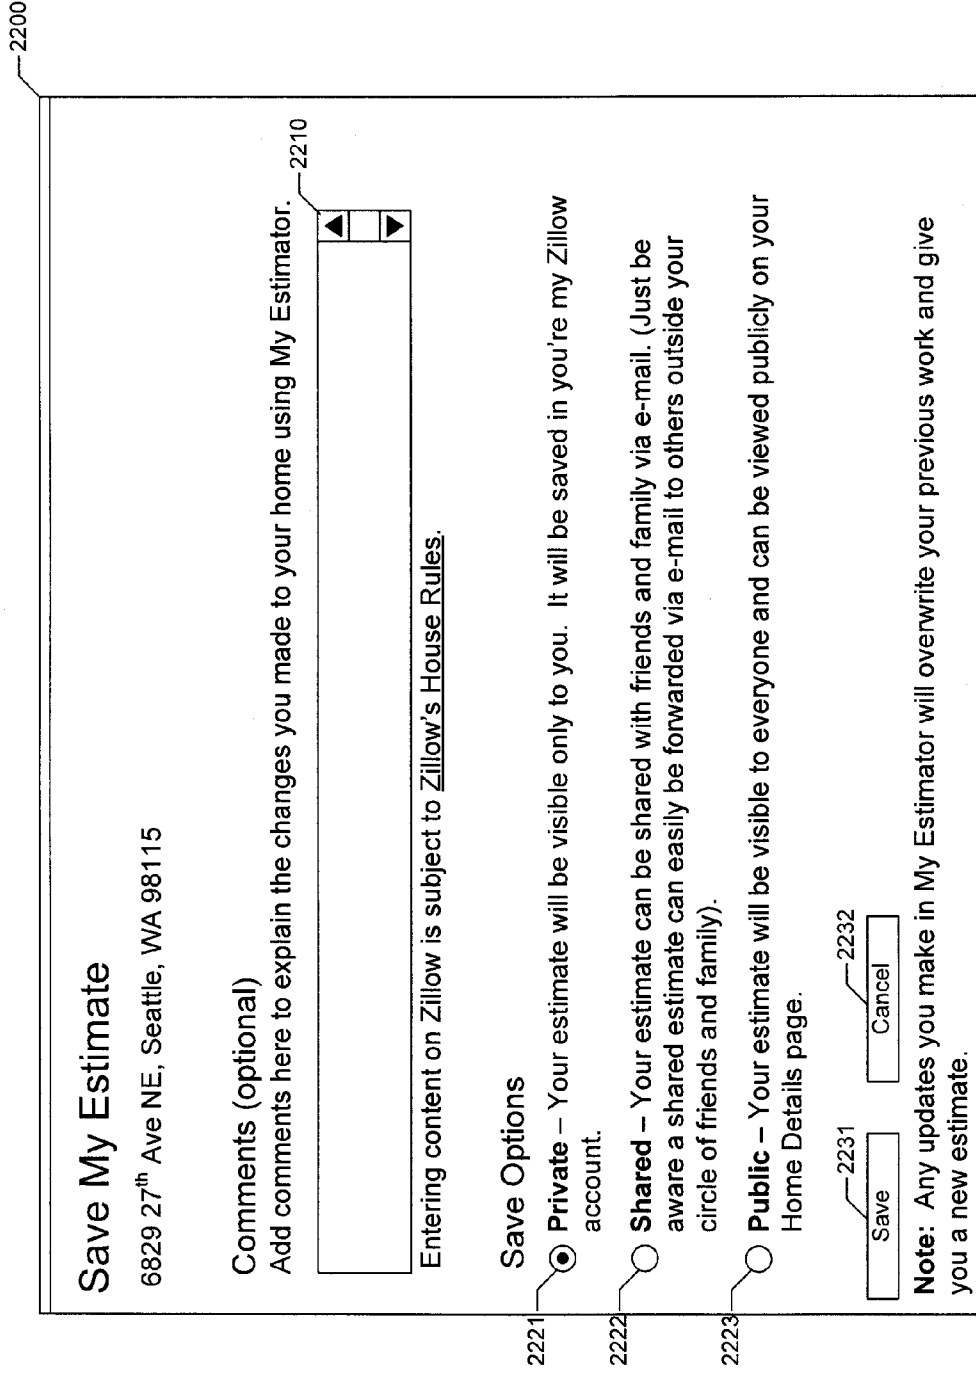 2200
Save My Estimate
6829 27th Ave NE, Seattle, WA 98115
Comments (optional)
Add comments here to explain the changes you made to your home using My Estimator.
2210
Entering content on Zillow is subject to Zillow's House Rules.
Save Options
2221
Private – Your estimate will be visible only to you. It will be saved in you're my Zillow
account.
2222
Shared – Your estimate can be shared with friends and family via e-mail. (Just be
aware a shared estimate can easily be forwarded via e-mail to others outside your
circle of friends and family).
2223
Public – Your estimate will be visible to everyone and can be viewed publicly on your
Home Details page.
2231
2232
Save
Cancel
Note: Any updates you make in My Estimator will overwrite your previous work and give
you a new estimate.